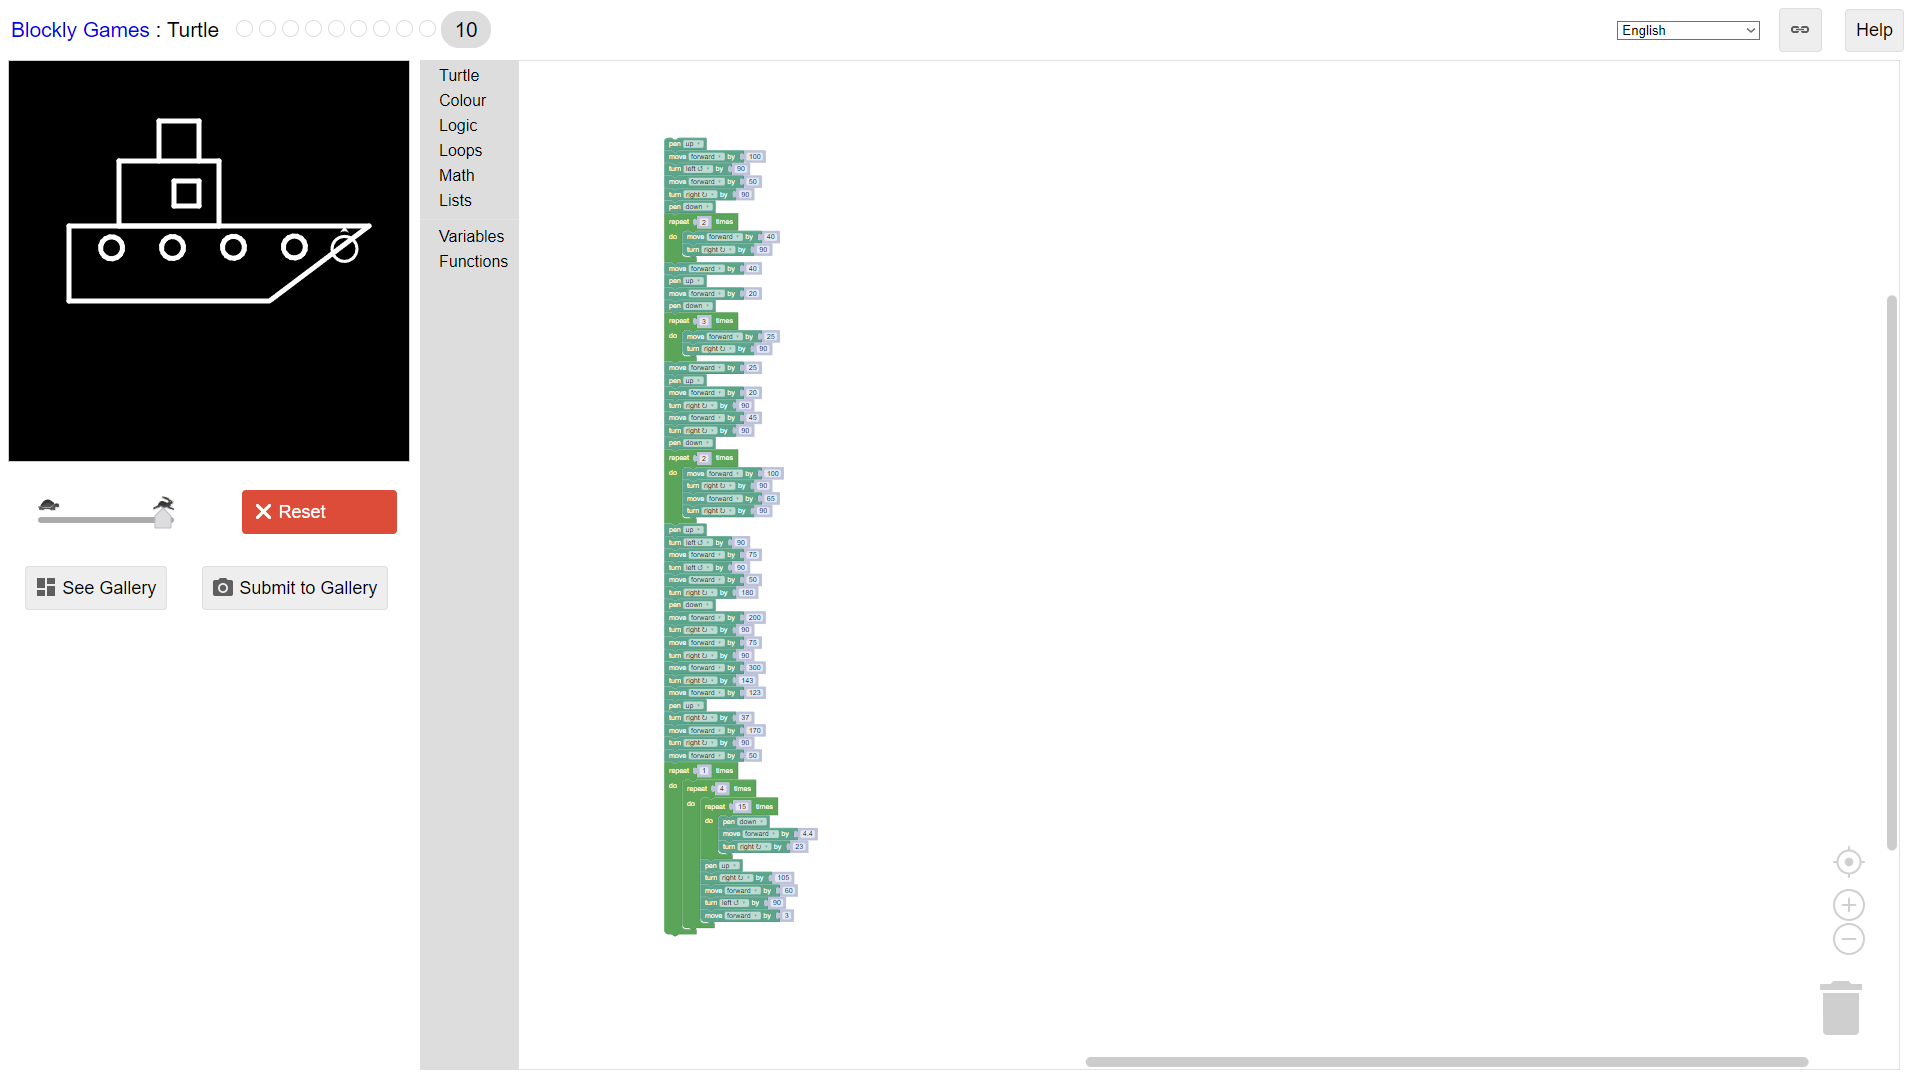 Blockly Games : Turtle 10 English Help
Turtle
Colour
Logic
Loops
Math
Lists
Variables
Functions
Reset
See Gallery Submit to Gallery
pen up
move forward by 100
turn left ↺ by 90
move forward by 50
turn right ↻ by 90
pen down
repeat 2 times
do move forward by 40
turn right ↻ by 90
move forward by 40
pen up
move forward by 20
pen down
repeat 3 times
do move forward by 25
turn right ↻ by 90
move forward by 25
pen up
move forward by 20
turn right ↻ by 90
move forward by 45
turn right ↻ by 90
pen down
repeat 2 times
do move forward by 100
turn right ↻ by 90
move forward by 65
turn right ↻ by 90
pen up
turn left ↺ by 90
move forward by 75
turn left ↺ by 90
move forward by 50
turn right ↻ by 180
pen down
move forward by 200
turn right ↻ by 90
move forward by 75
turn right ↻ by 90
move forward by 300
turn right ↻ by 143
move forward by 123
pen up
turn right ↻ by 37
move forward by 170
turn right ↻ by 90
move forward by 50
repeat 1 times
do repeat 4 times
do repeat 15 times
do pen down
move forward by 4.4
turn right ↻ by 23
pen up
turn right ↻ by 105
move forward by 60
turn left ↺ by 90
move forward by 3